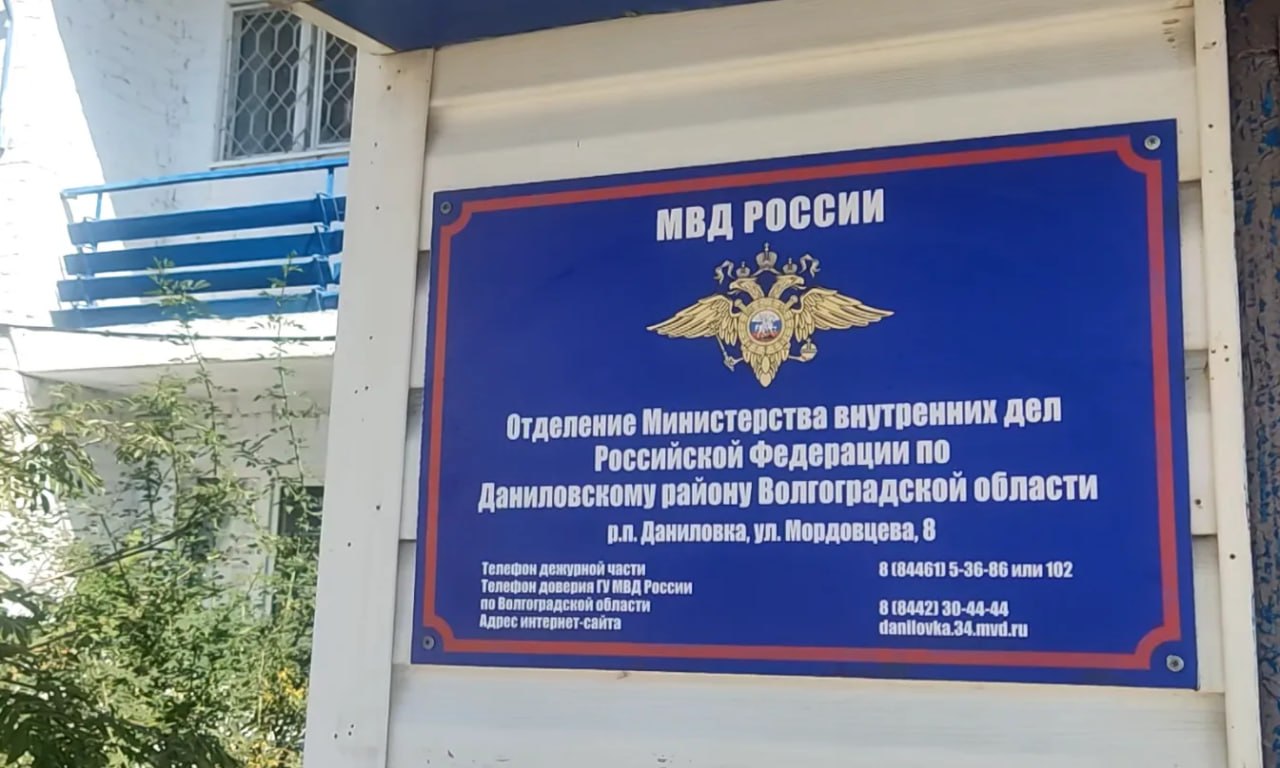 МВД РОССИИ
Отделение Министерства внутренних дел
Российской Федерации по
Даниловскому району Волгоградской области
р.п. Даниловка, ул. Мордовцева, 8
Телефон дежурной части 8 (84461) 5-36-86 или 102
Телефон доверия ГУ МВД России
по Волгоградской области 8 (8442) 30-44-44
Адрес интернет-сайта danilovka.34.mvd.ru